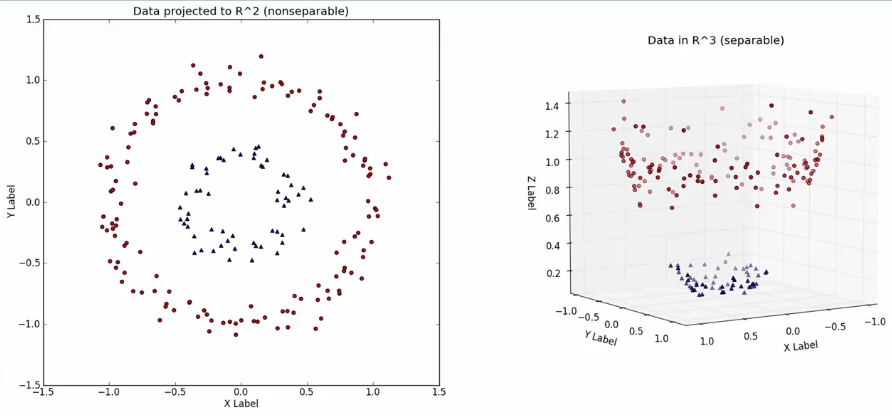 Data projected to R^2 (nonseparable)
1.5
1.0
0.5
0.0
−0.5
−1.0
−1.5
Y Label
−1.5 −1.0 −0.5 0.0 0.5 1.0 1.5
X Label
Data in R^3 (separable)
1.4
1.2
1.0
0.8
0.6
0.4
0.2
Z Label
−1.0 −0.5 0.0 0.5 1.0
Y Label
1.0 0.5 0.0 −0.5 −1.0
X Label